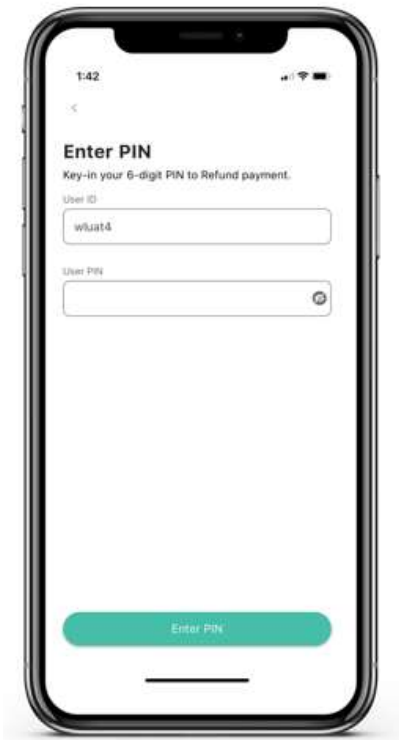 1:42
Enter PIN
Key-in your 6-digit PIN to Refund payment.
User ID
wluat4
User PIN
Enter PIN